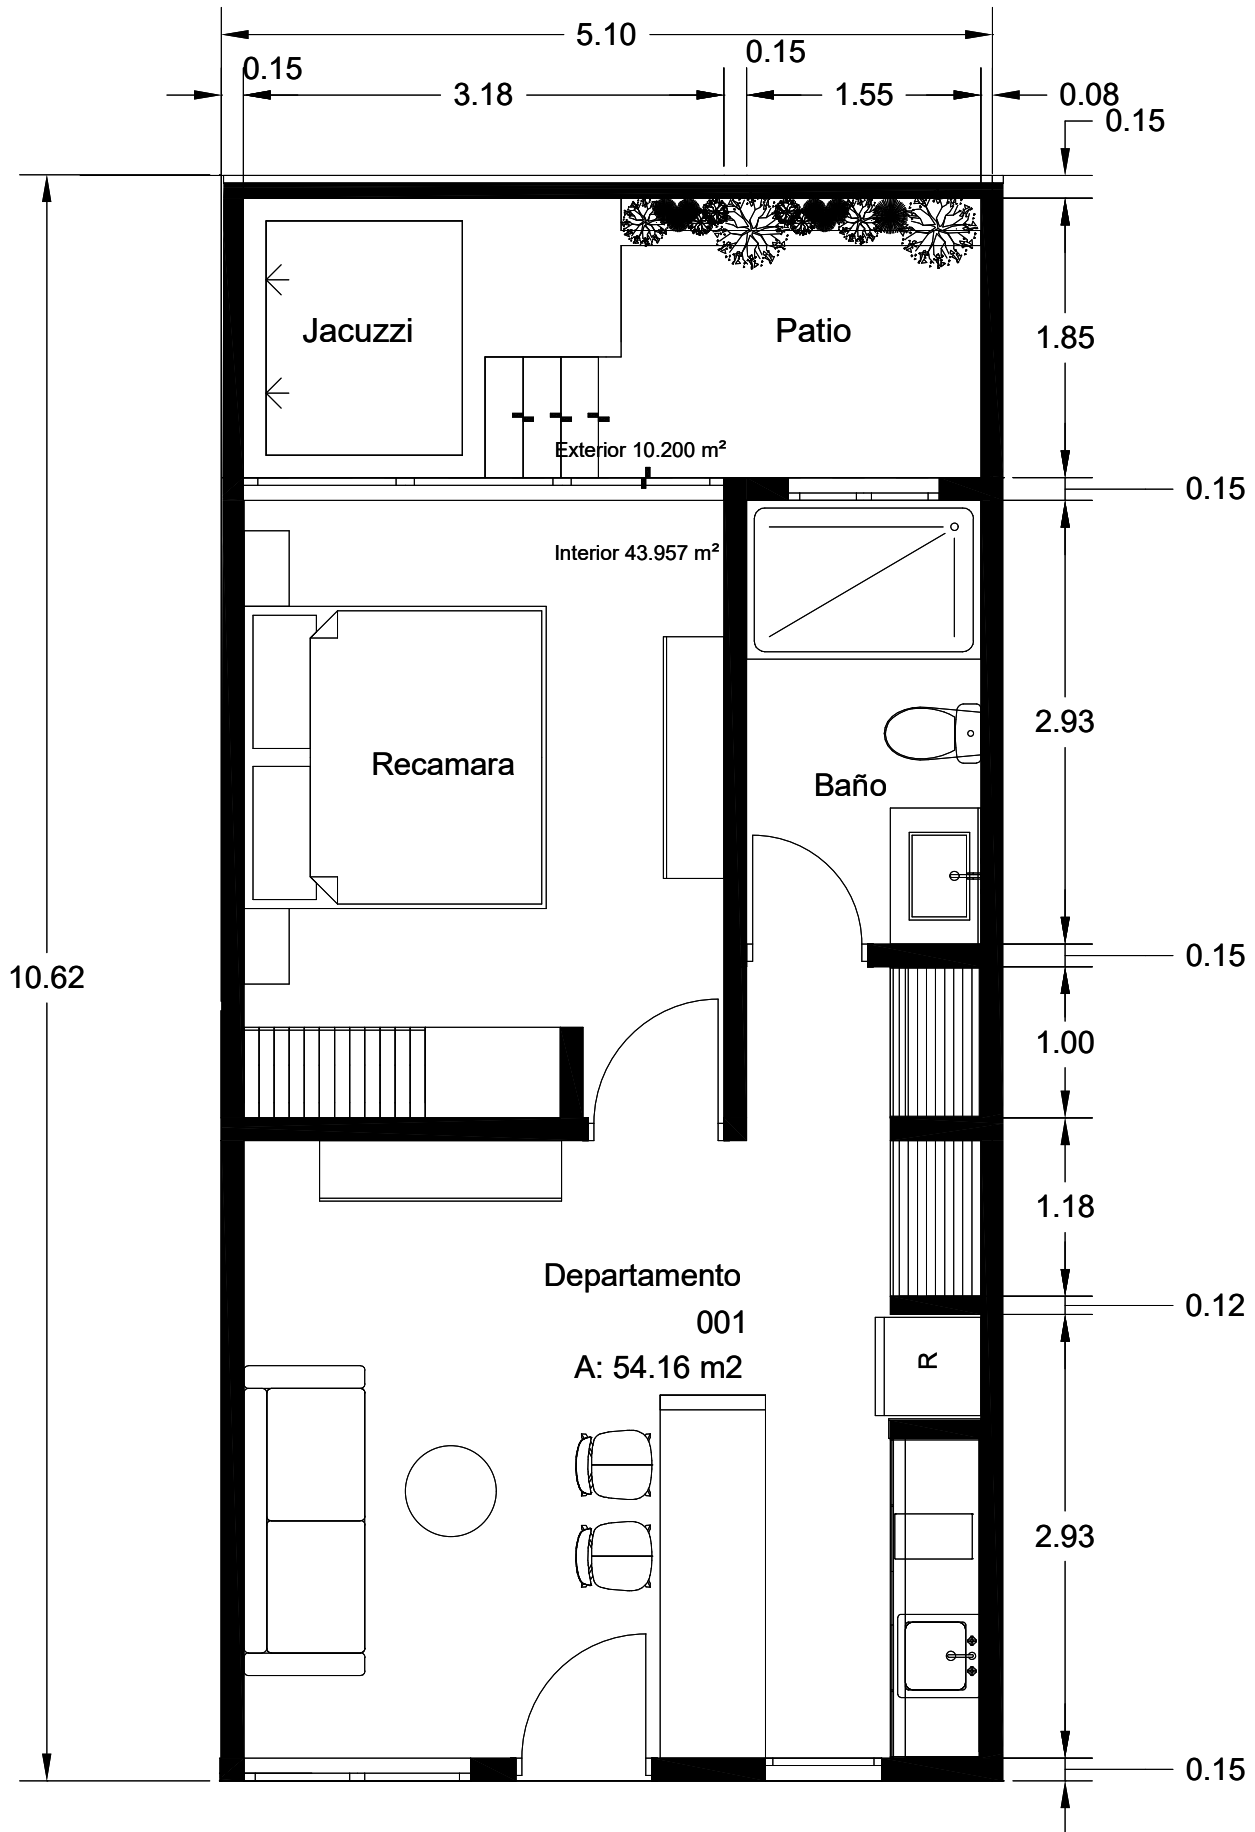 5.10
0.15
0.15
3.18
1.55
0.08
0.15
Jacuzzi
Patio
1.85
Exterior 10.200 m²
0.15
Interior 43.957 m²
2.93
Recamara
Baño
0.15
10.62
1.00
1.18
Departamento
001
A: 54.16 m2
0.12
R
2.93
0.15